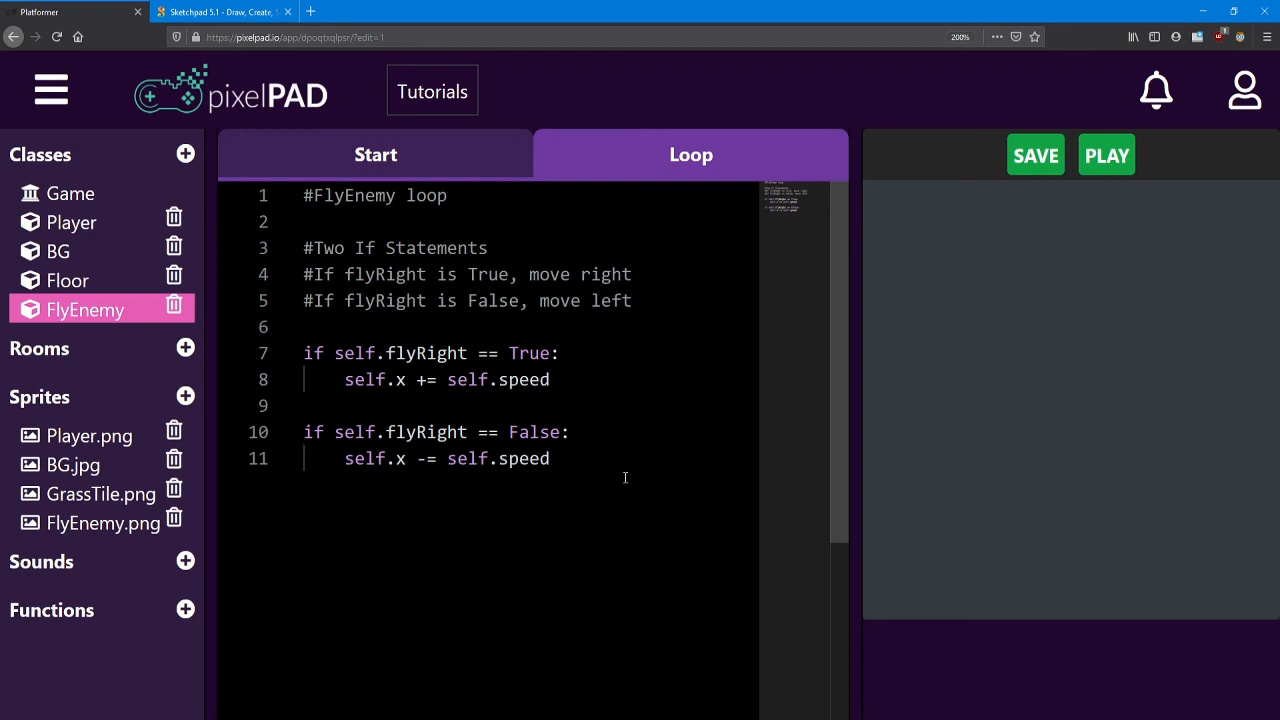 Platformer
Sketchpad 5.1 - Draw, Create,
https://pixelpad.io/app/dpoqtxqlpsr/?edit=1
200%
pixelPAD
Tutorials
Classes
Game
Player
BG
Floor
FlyEnemy
Rooms
Sprites
Player.png
BG.jpg
GrassTile.png
FlyEnemy.png
Sounds
Functions
Start
Loop
1 #FlyEnemy loop
2
3 #Two If Statements
4 #If flyRight is True, move right
5 #If flyRight is False, move left
6
7 if self.flyRight == True:
8 self.x += self.speed
9
10 if self.flyRight == False:
11 self.x -= self.speed
SAVE
PLAY